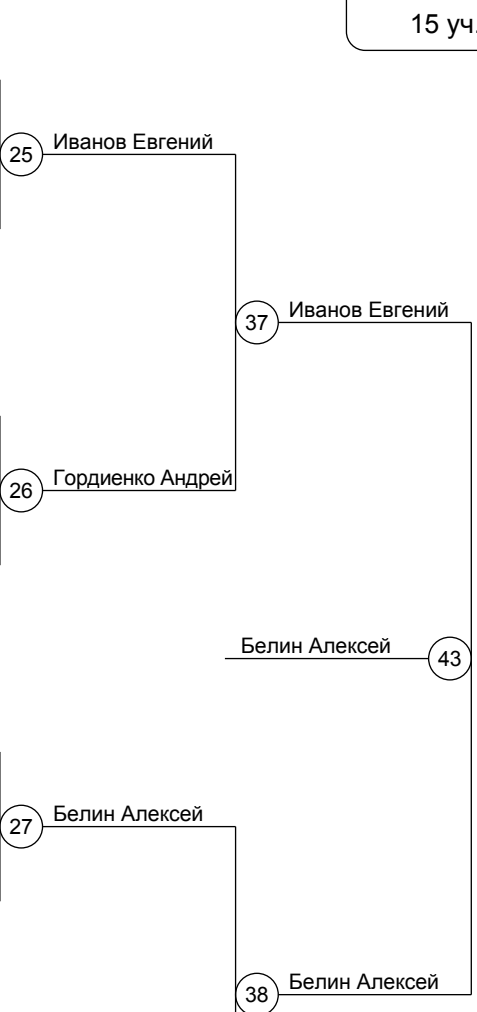 15 уч.
25 Иванов Евгений
37 Иванов Евгений
26 Гордиенко Андрей
Белин Алексей 43
27 Белин Алексей
38 Белин Алексей